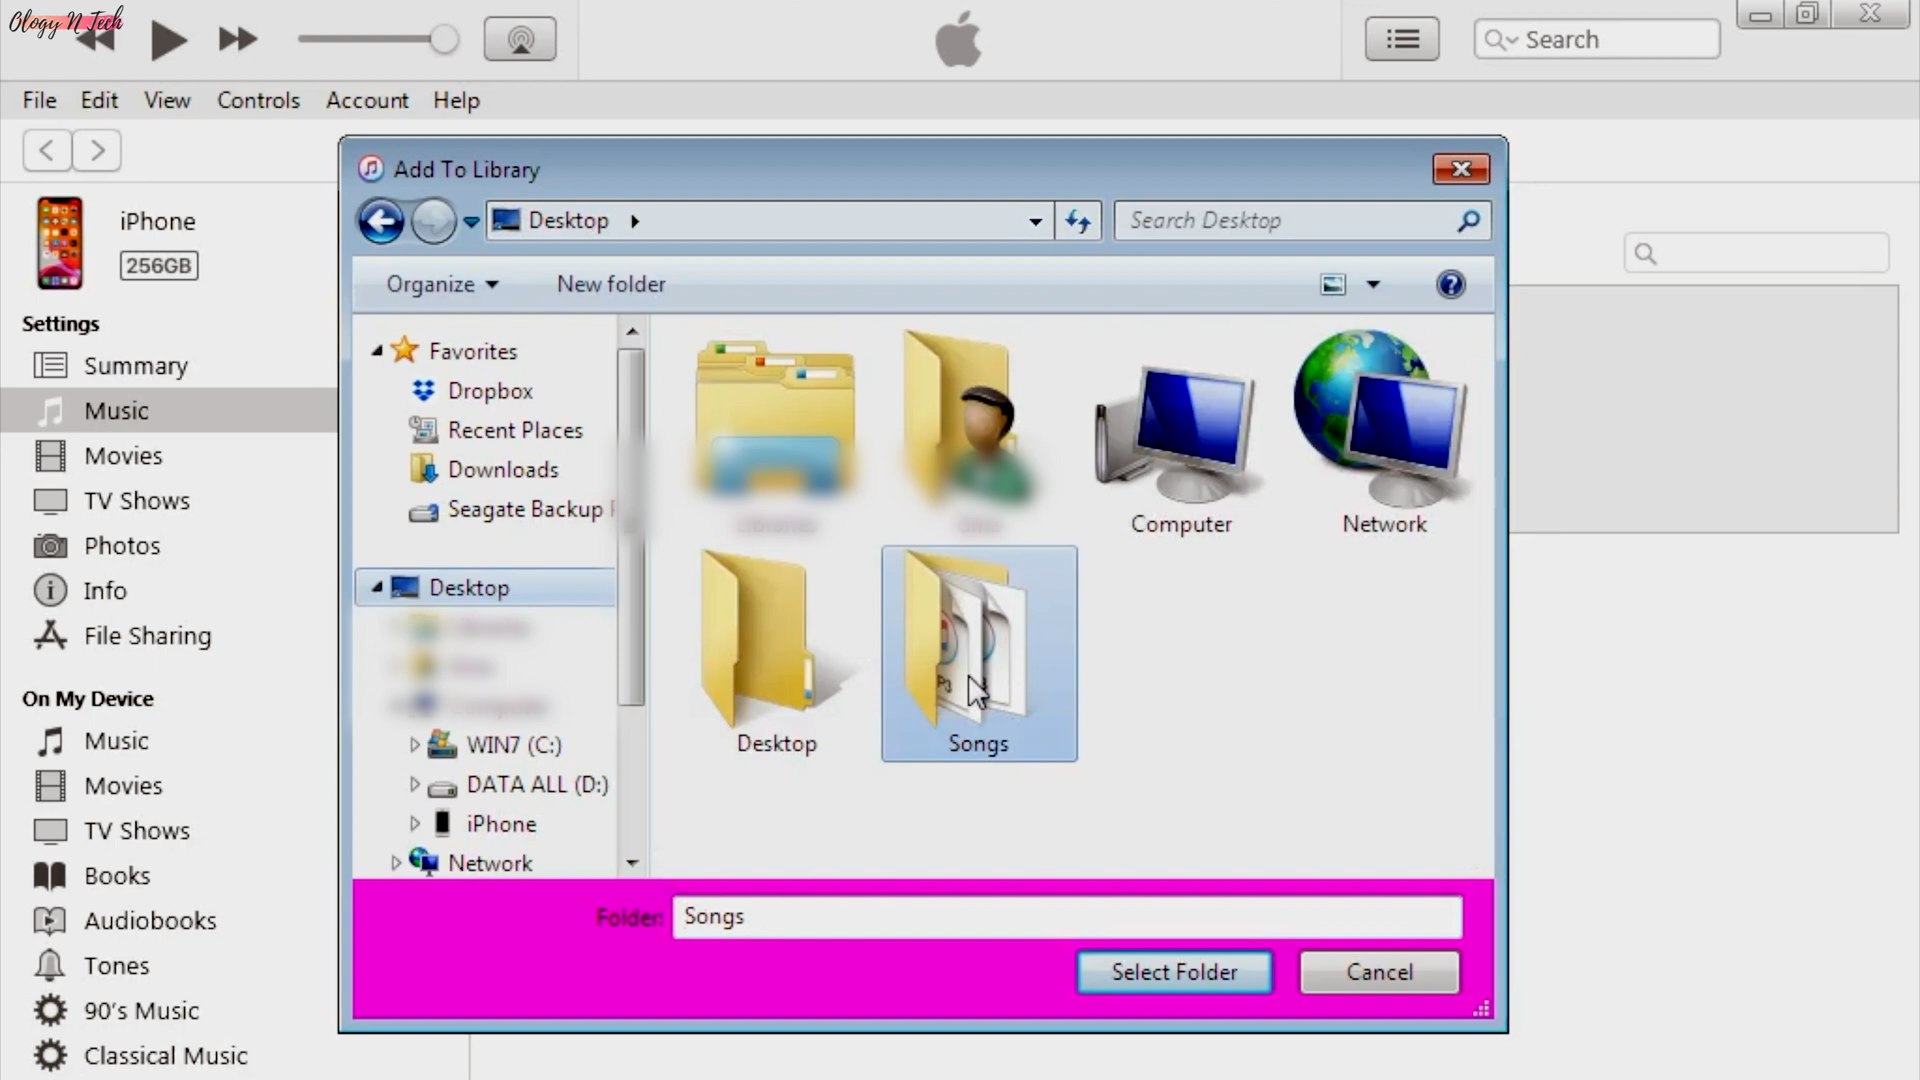 Ology N Tech
Search
File Edit View Controls Account Help
Add To Library
Desktop
Search Desktop
iPhone
256GB
Organize
New folder
Settings
Summary
Music
Movies
TV Shows
Photos
Info
File Sharing
On My Device
Music
Movies
TV Shows
Books
Audiobooks
Tones
90's Music
Classical Music
Favorites
Dropbox
Recent Places
Downloads
Seagate Backup
Desktop
WIN7 (C:)
DATA ALL (D:)
iPhone
Network
Computer
Network
Desktop
Songs
Folder: Songs
Select Folder
Cancel